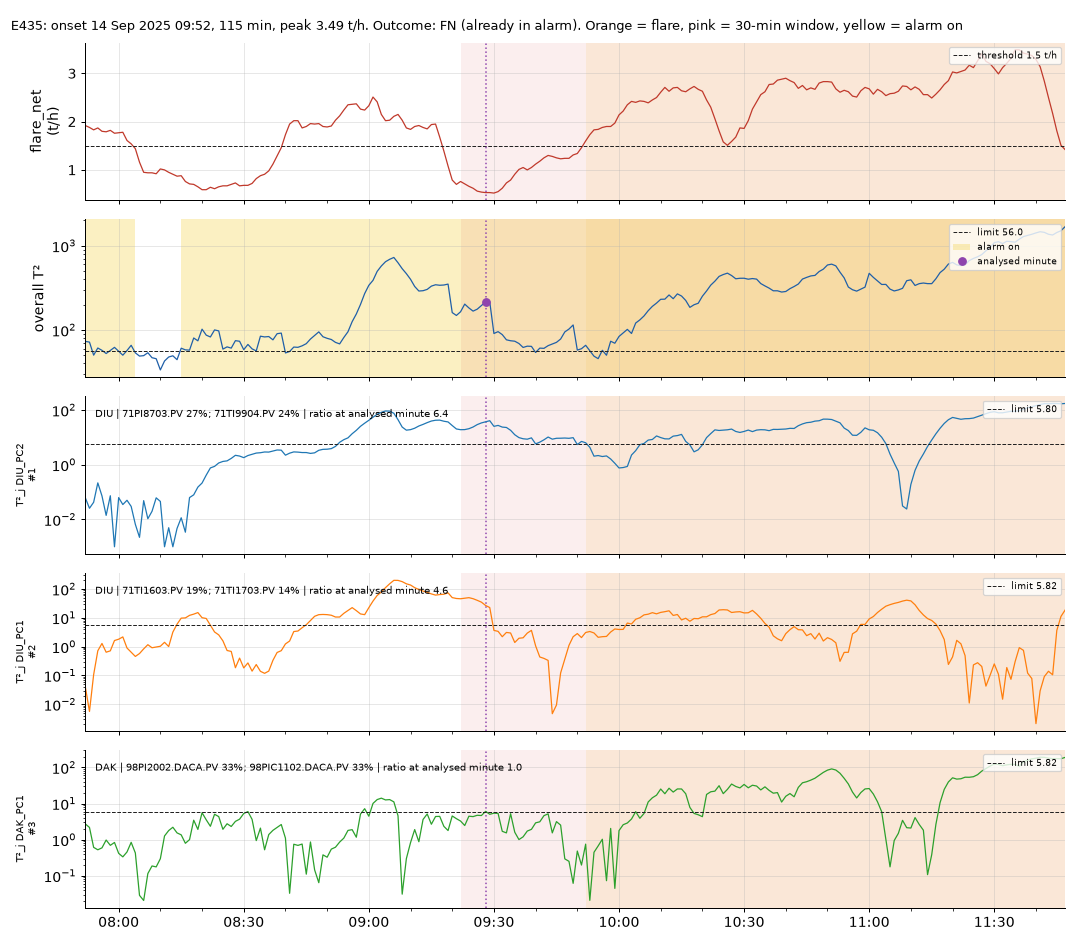 E435: onset 14 Sep 2025 09:52, 115 min, peak 3.49 t/h. Outcome: FN (already in alarm). Orange = flare, pink = 30-min window, yellow = alarm on
flare_net
(t/h)
3
2
1
threshold 1.5 t/h
overall T²
10³
10²
limit 56.0
alarm on
analysed minute
T²_j DIU_PC2
#1
10²
10⁰
10⁻²
DIU | 71PI8703.PV 27%; 71TI9904.PV 24% | ratio at analysed minute 6.4
limit 5.80
T²_j DIU_PC1
#2
10²
10¹
10⁰
10⁻¹
10⁻²
DIU | 71TI1603.PV 19%; 71TI1703.PV 14% | ratio at analysed minute 4.6
limit 5.82
T²_j DAK_PC1
#3
10²
10¹
10⁰
10⁻¹
DAK | 98PI2002.DACA.PV 33%; 98PIC1102.DACA.PV 33% | ratio at analysed minute 1.0
limit 5.82
08:00 08:30 09:00 09:30 10:00 10:30 11:00 11:30